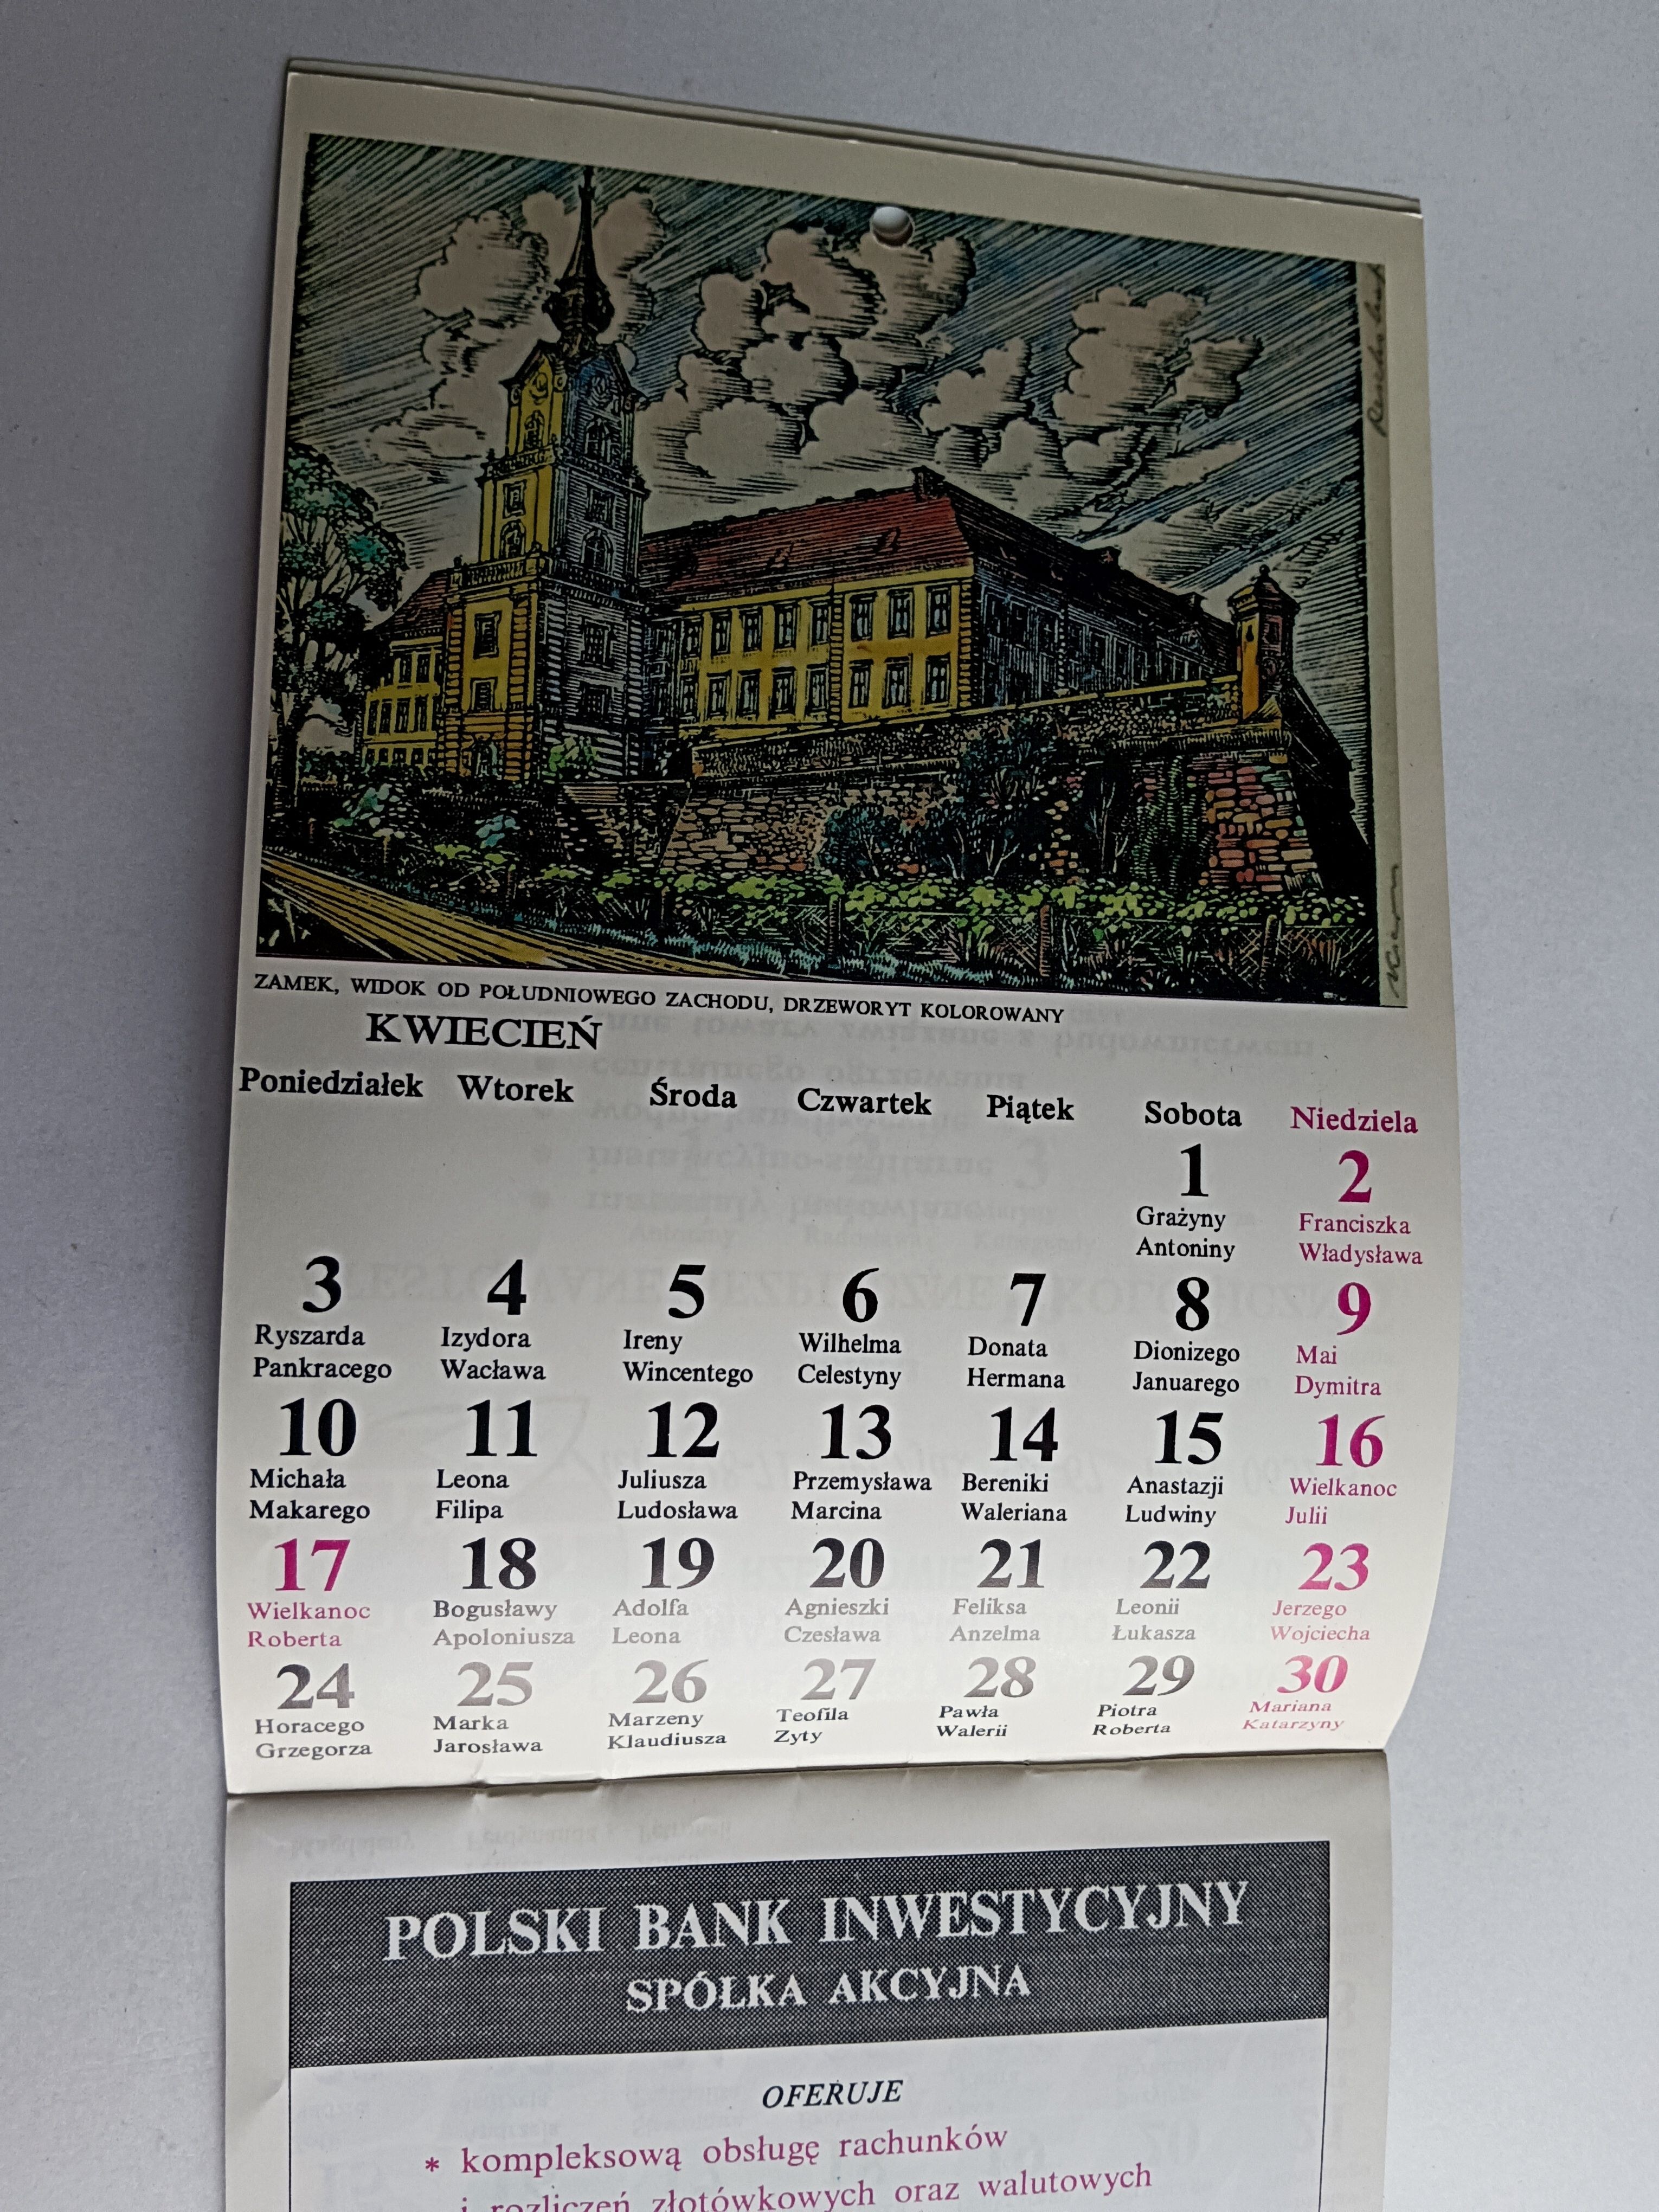 ZAMEK, WIDOK OD POŁUDNIOWEGO ZACHODU, DRZEWORYT KOLOROWANY
KWIECIEŃ
Poniedziałek Wtorek Środa Czwartek Piątek Sobota Niedziela
1 2
Grażyny Franciszka
Antoniny Władysława
3 4 5 6 7 8 9
Ryszarda Izydora Ireny Wilhelma Donata Dionizego Mai
Pankracego Wacława Wincentego Celestyny Hermana Januarego Dymitra
10 11 12 13 14 15 16
Michała Leona Juliusza Przemysława Bereniki Anastazji Wielkanoc
Makarego Filipa Ludosława Marcina Waleriana Ludwiny Julii
17 18 19 20 21 22 23
Wielkanoc Bogusławy Adolfa Agnieszki Feliksa Leonii Jerzego
Roberta Apoloniusza Leona Czesława Anzelma Łukasza Wojciecha
24 25 26 27 28 29 30
Horacego Marka Marzeny Teofila Pawła Piotra Mariana
Grzegorza Jarosława Klaudiusza Zyty Walerii Roberta Katarzyny
POLSKI BANK INWESTYCYJNY
SPÓŁKA AKCYJNA
OFERUJE
* kompleksową obsługę rachunków
i rozliczeń złotówkowych oraz walutowych